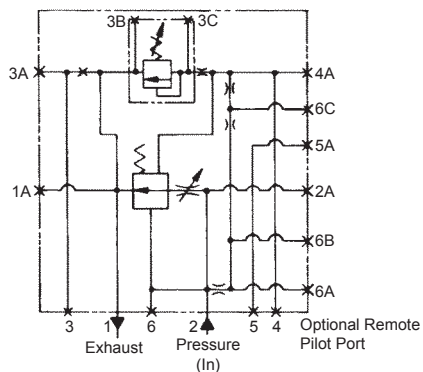 3B 3C
3A
4A
6C
5A
1A
2A
6B
6A
3 1 6 2 5 4 Optional Remote
Pilot Port
Exhaust Pressure
(In)